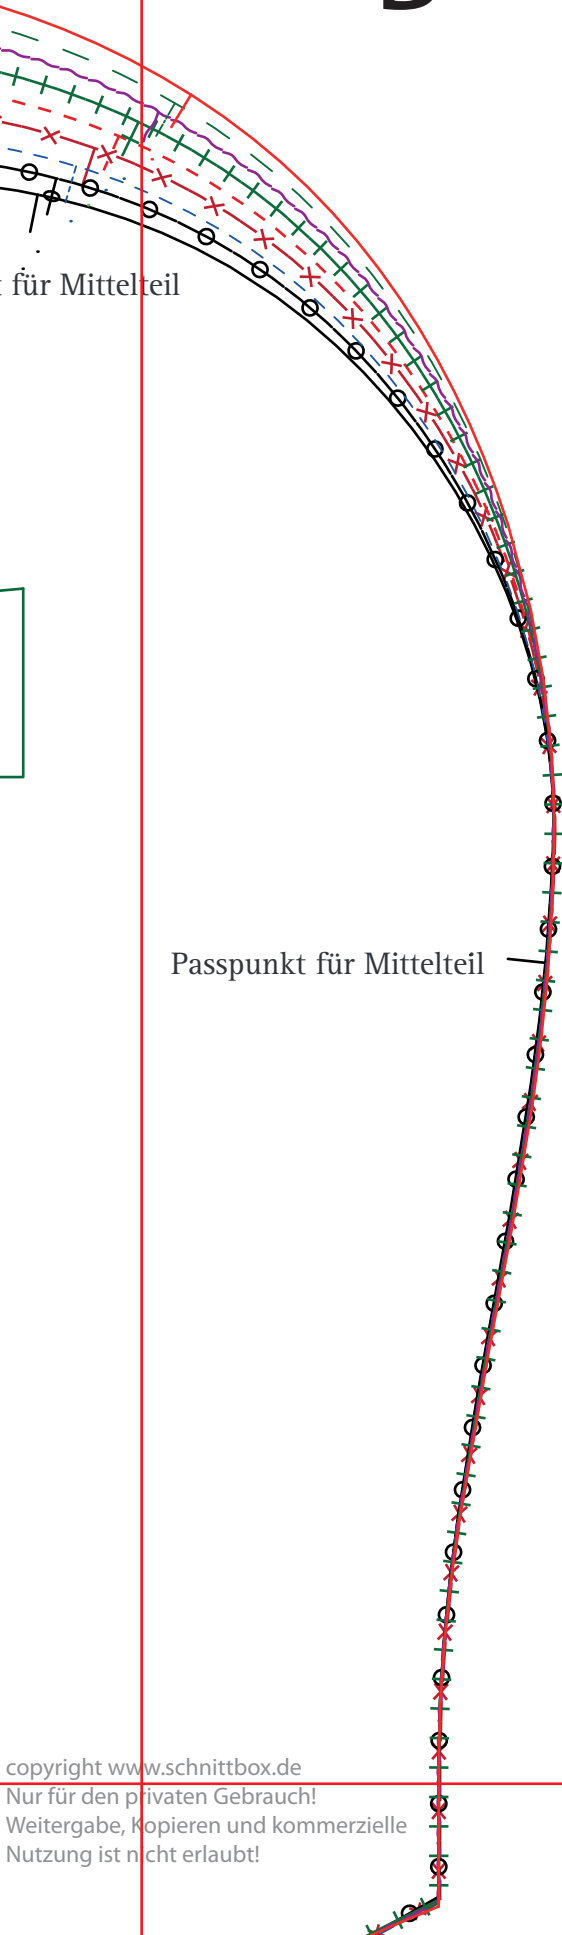 für Mittelteil
Passpunkt für Mittelteil
copyright www.schnittbox.de
Nur für den privaten Gebrauch!
Weitergabe, Kopieren und kommerzielle
Nutzung ist nicht erlaubt!